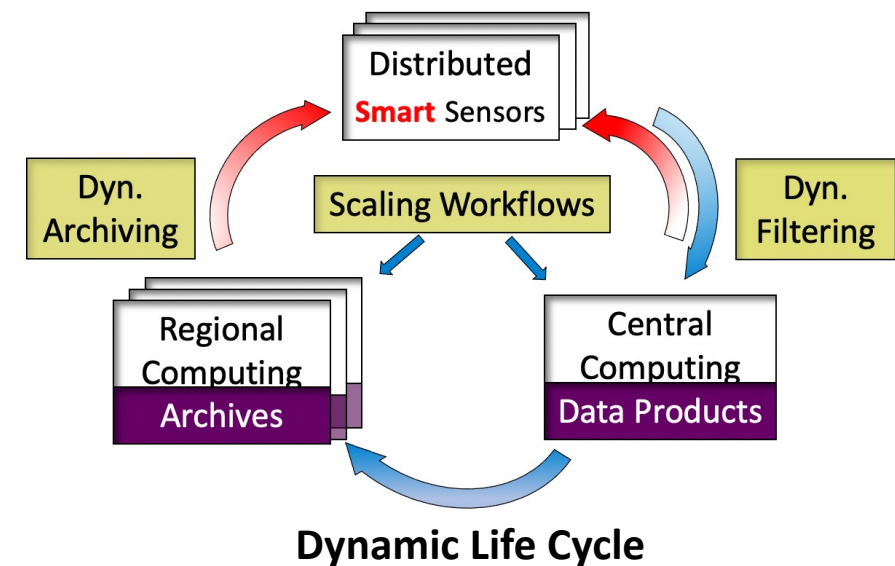 Distributed
Smart Sensors
Dyn.
Archiving
Scaling Workflows
Dyn.
Filtering
Regional
Computing
Archives
Central
Computing
Data Products
Dynamic Life Cycle